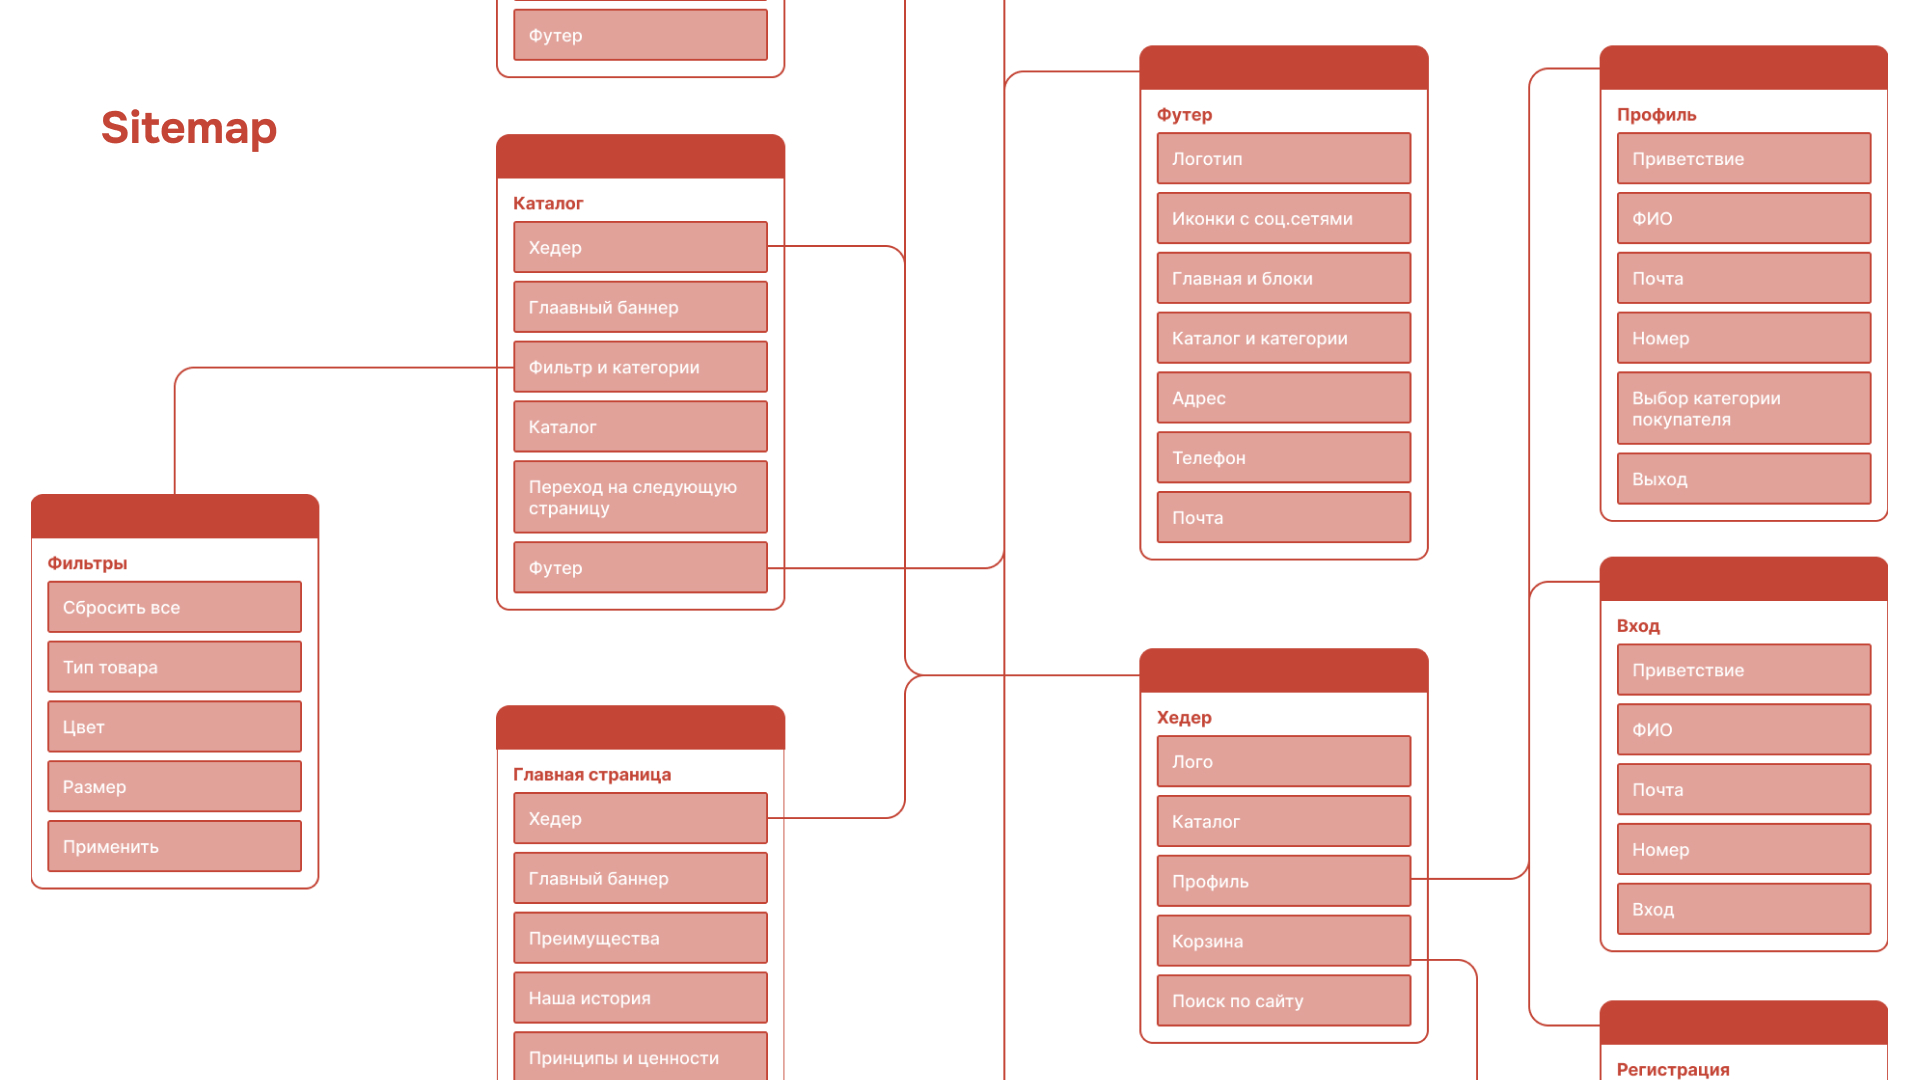 Sitemap
Футер
Каталог
Хедер
Глаавный баннер
Фильтр и категории
Каталог
Переход на следующую
страницу
Футер
Фильтры
Сбросить все
Тип товара
Цвет
Размер
Применить
Главная страница
Хедер
Главный баннер
Преимущества
Наша история
Принципы и ценности
Футер
Логотип
Иконки с соц.сетями
Главная и блоки
Каталог и категории
Адрес
Телефон
Почта
Хедер
Лого
Каталог
Профиль
Корзина
Поиск по сайту
Профиль
Приветствие
ФИО
Почта
Номер
Выбор категории
покупателя
Выход
Вход
Приветствие
ФИО
Почта
Номер
Вход
Регистрация